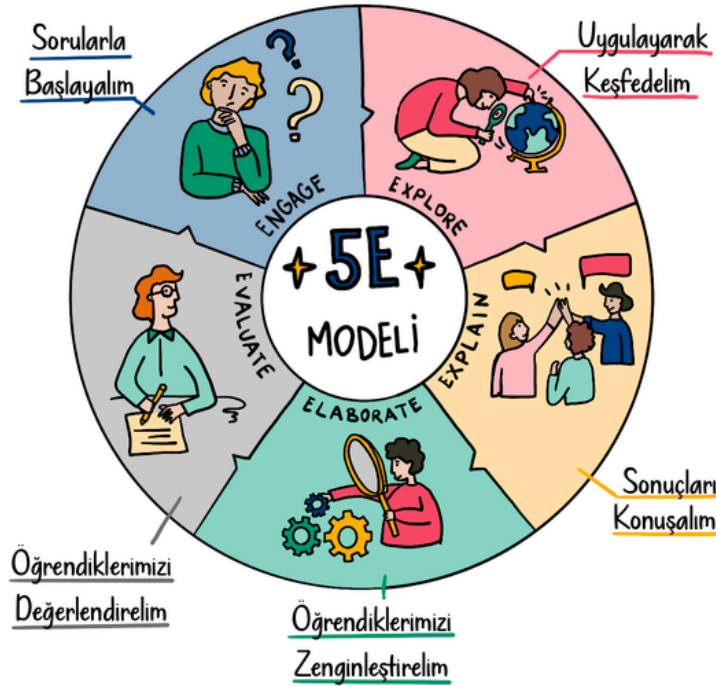 Sorularla
Başlayalım
Uygulayarak
Keşfedelim
?
?
ENGAGE
EXPLORE
5E
MODELİ
EVALUATE
EXPLAIN
ELABORATE
Sonuçları
Konuşalım
Öğrendiklerimizi
Değerlendirelim
Öğrendiklerimizi
Zenginleştirelim